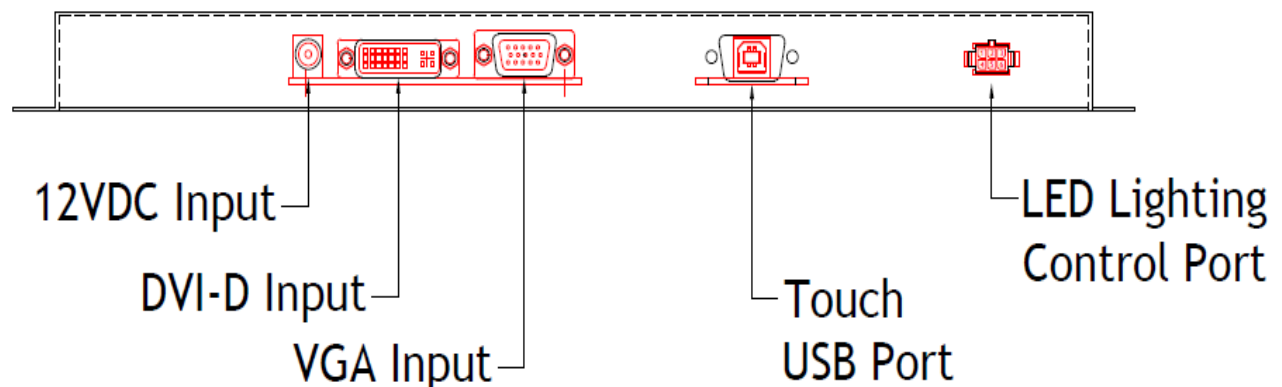 12VDC Input
DVI-D Input
VGA Input
Touch
USB Port
LED Lighting
Control Port